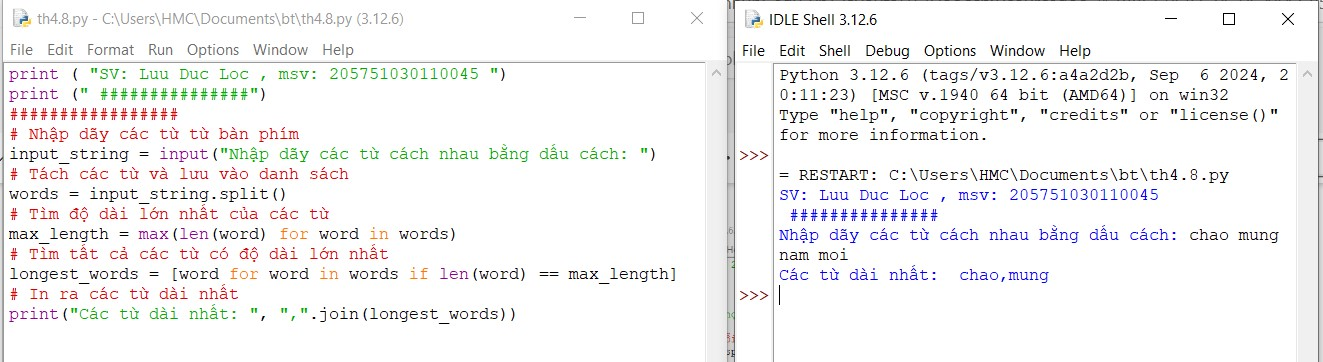 th4.8.py - C:\Users\HMC\Documents\bt\th4.8.py (3.12.6)
File Edit Format Run Options Window Help
print ( "SV: Luu Duc Loc , msv: 205751030110045 ")
print (" ###############")
#################
# Nhập dãy các từ từ bàn phím
input_string = input("Nhập dãy các từ cách nhau bằng dấu cách: ")
# Tách các từ và lưu vào danh sách
words = input_string.split()
# Tìm độ dài lớn nhất của các từ
max_length = max(len(word) for word in words)
# Tìm tất cả các từ có độ dài lớn nhất
longest_words = [word for word in words if len(word) == max_length]
# In ra các từ dài nhất
print("Các từ dài nhất: ", ",".join(longest_words))
IDLE Shell 3.12.6
File Edit Shell Debug Options Window Help
Python 3.12.6 (tags/v3.12.6:a4a2d2b, Sep  6 2024, 2
0:11:23) [MSC v.1940 64 bit (AMD64)] on win32
Type "help", "copyright", "credits" or "license()"
for more information.
>>>
= RESTART: C:\Users\HMC\Documents\bt\th4.8.py
SV: Luu Duc Loc , msv: 205751030110045
 ###############
Nhập dãy các từ cách nhau bằng dấu cách: chao mung
nam moi
Các từ dài nhất:  chao,mung
>>>